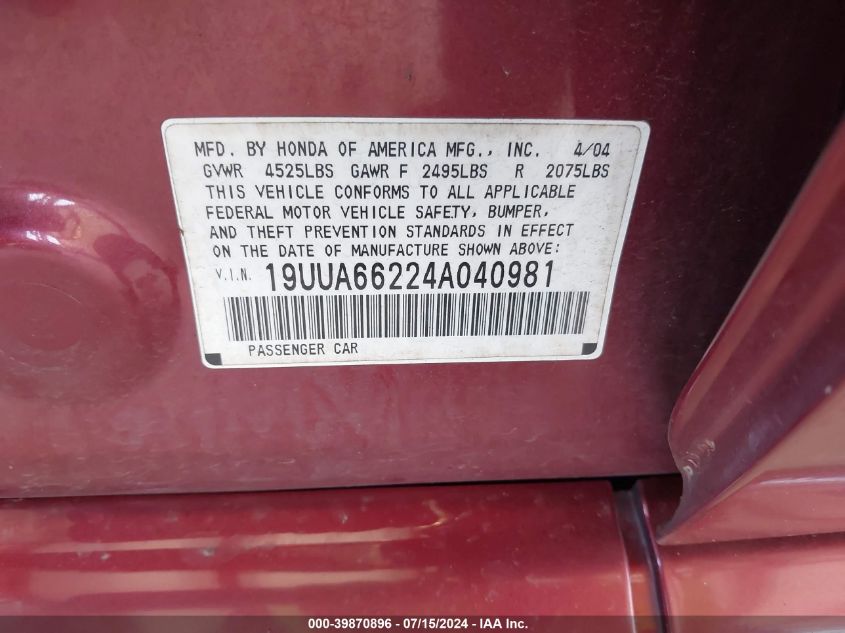 MFD. BY HONDA OF AMERICA MFG., INC. 4/04
GVWR 4525LBS GAWR F 2495LBS R 2075LBS
THIS VEHICLE CONFORMS TO ALL APPLICABLE
FEDERAL MOTOR VEHICLE SAFETY, BUMPER,
AND THEFT PREVENTION STANDARDS IN EFFECT
ON THE DATE OF MANUFACTURE SHOWN ABOVE:
V.I.N. 19UUA66224A040981
PASSENGER CAR
000-39870896 - 07/15/2024 - IAA Inc.